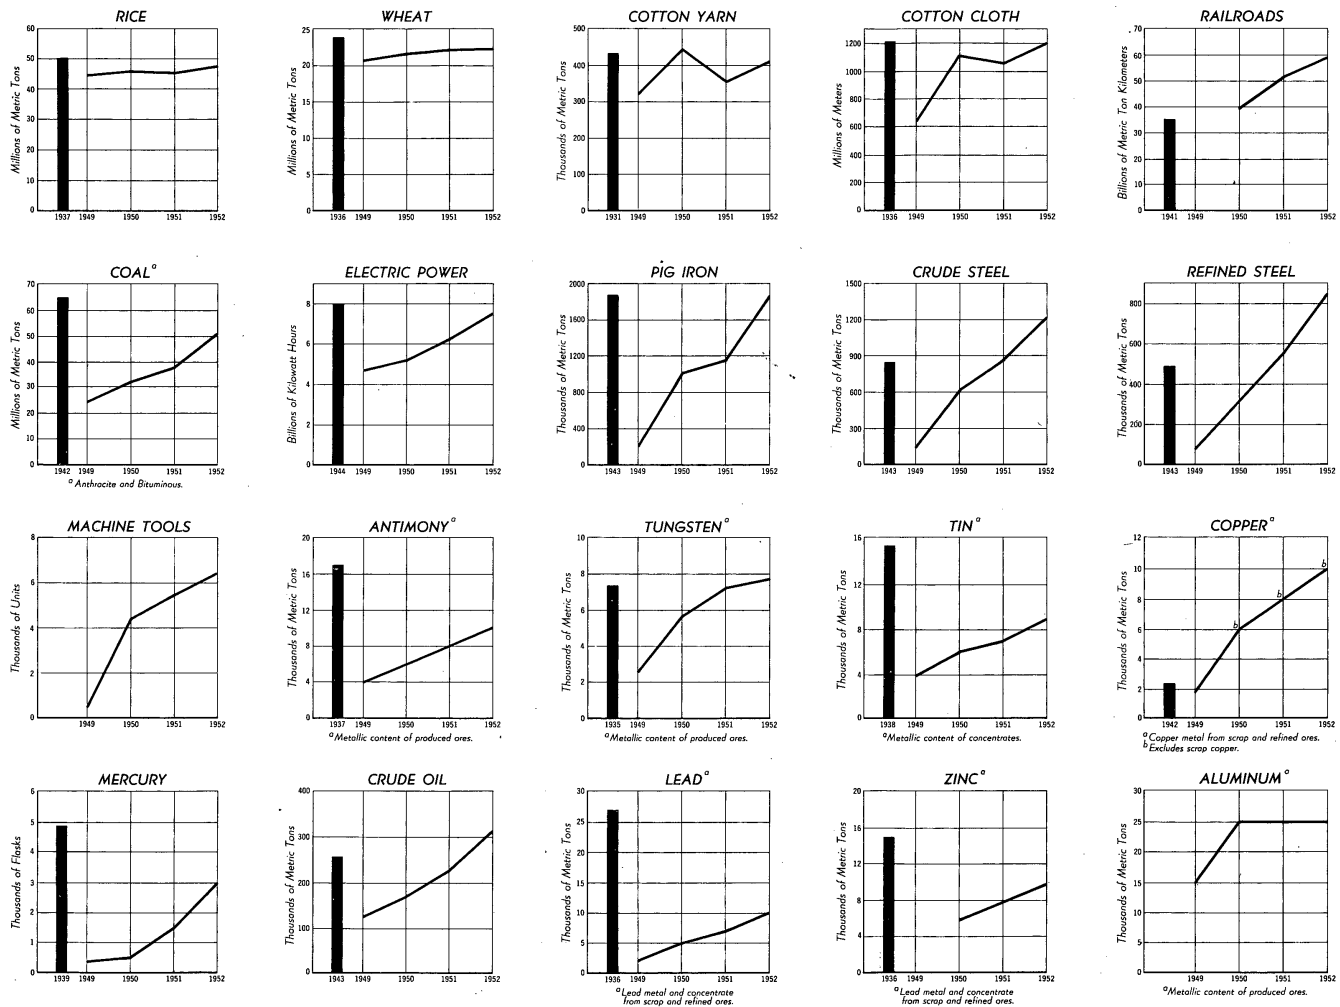 RICE
Millions of Metric Tons
60
50
40
30
20
10
0
1937 1949 1950 1951 1952
WHEAT
Millions of Metric Tons
25
20
15
10
5
0
1936 1949 1950 1951 1952
COTTON YARN
Thousands of Metric Tons
500
400
300
200
100
0
1931 1949 1950 1951 1952
COTTON CLOTH
Millions of Meters
1200
1000
800
600
400
200
0
1936 1949 1950 1951 1952
RAILROADS
Billions of Metric Ton Kilometers
70
60
50
40
30
20
10
0
1941 1949 1950 1951 1952
COAL a
Millions of Metric Tons
70
60
50
40
30
20
10
0
1942 1949 1950 1951 1952
a Anthracite and Bituminous.
ELECTRIC POWER
Billions of Kilowatt Hours
8
6
4
2
0
1944 1949 1950 1951 1952
PIG IRON
Thousands of Metric Tons
2000
1600
1200
800
400
0
1943 1949 1950 1951 1952
CRUDE STEEL
Thousands of Metric Tons
1500
1200
900
600
300
0
1943 1949 1950 1951 1952
REFINED STEEL
Thousands of Metric Tons
800
600
400
200
0
1943 1949 1950 1951 1952
MACHINE TOOLS
Thousands of Units
8
6
4
2
0
1949 1950 1951 1952
ANTIMONY a
Thousands of Metric Tons
20
16
12
8
4
0
1937 1949 1950 1951 1952
a Metallic content of produced ores.
TUNGSTEN a
Thousands of Metric Tons
10
8
6
4
2
0
1935 1949 1950 1951 1952
a Metallic content of produced ores.
TIN a
Thousands of Metric Tons
16
12
8
4
0
1938 1949 1950 1951 1952
a Metallic content of concentrates.
COPPER a
Thousands of Metric Tons
12
10
8
6
4
2
0
b
b
b
1942 1949 1950 1951 1952
a Copper metal from scrap and refined ores.
b Excludes scrap copper.
MERCURY
Thousands of Flasks
6
5
4
3
2
1
0
1939 1949 1950 1951 1952
CRUDE OIL
Thousands of Metric Tons
400
300
200
100
0
1943 1949 1950 1951 1952
LEAD a
Thousands of Metric Tons
30
25
20
15
10
5
0
1936 1949 1950 1951 1952
a Lead metal and concentrate
from scrap and refined ores.
ZINC a
Thousands of Metric Tons
20
16
12
8
4
0
1936 1949 1950 1951 1952
a Lead metal and concentrate
from scrap and refined ores.
ALUMINUM a
Thousands of Metric Tons
30
25
20
15
10
5
0
1949 1950 1951 1952
a Metallic content of produced ores.